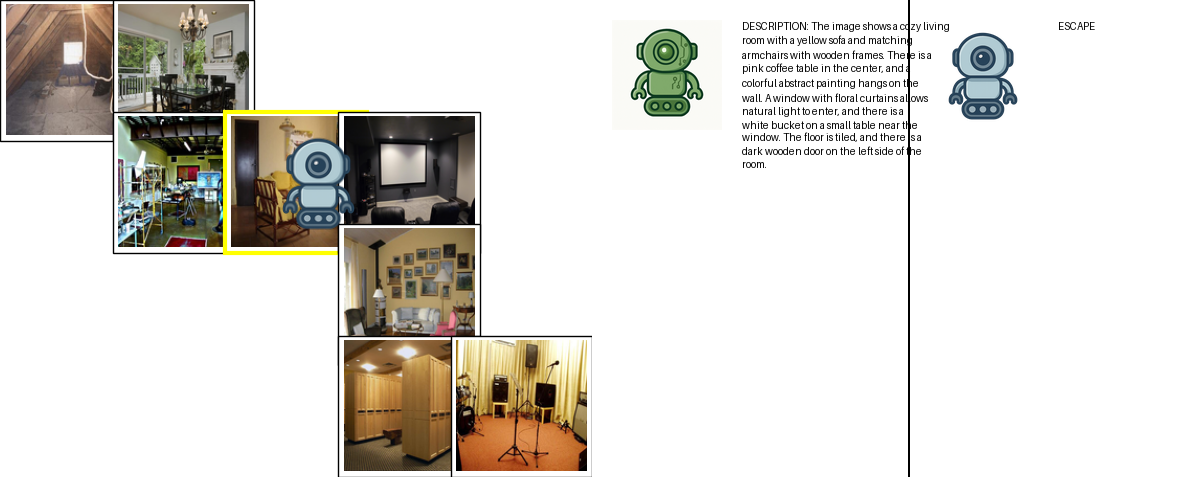 DESCRIPTION: The image shows a cozy living
room with a yellow sofa and matching
armchairs with wooden frames. There is a
pink coffee table in the center, and a
colorful abstract painting hangs on the
wall. A window with floral curtains allows
natural light to enter, and there is a
white bucket on a small table near the
window. The floor is tiled, and there is a
dark wooden door on the left side of the
room.
ESCAPE